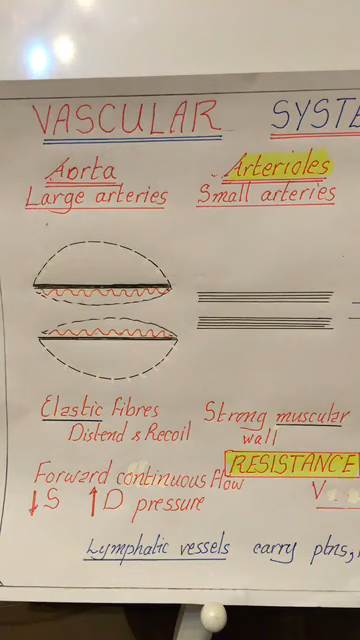 VASCULAR SYSTE
Aorta
Large arteries
Arterioles
Small arteries
Elastic fibres
Distend & Recoil
Strong muscular
wall
RESISTANCE
Forward continuous flow
↓S ↑D pressure
V
Lymphatic vessels carry ptns,